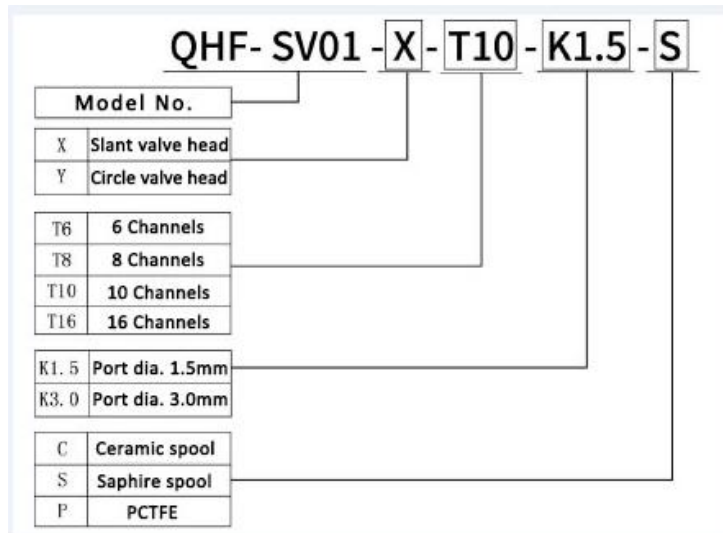 QHF- SV01 -X- T10 - K1.5 - S
Model No.
X Slant valve head
Y Circle valve head
T6 6 Channels
T8 8 Channels
T10 10 Channels
T16 16 Channels
K1.5 Port dia. 1.5mm
K3.0 Port dia. 3.0mm
C Ceramic spool
S Saphire spool
P PCTFE